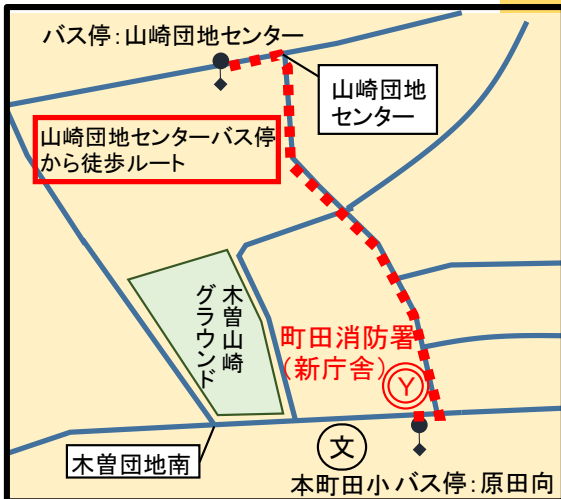 バス停:山崎団地センター
山崎団地
センター
山崎団地センターバス停
から徒歩ルート
木曽山崎
グラウンド
町田消防署
(新庁舎)
Y
木曽団地南
文
本町田小
バス停:原田向